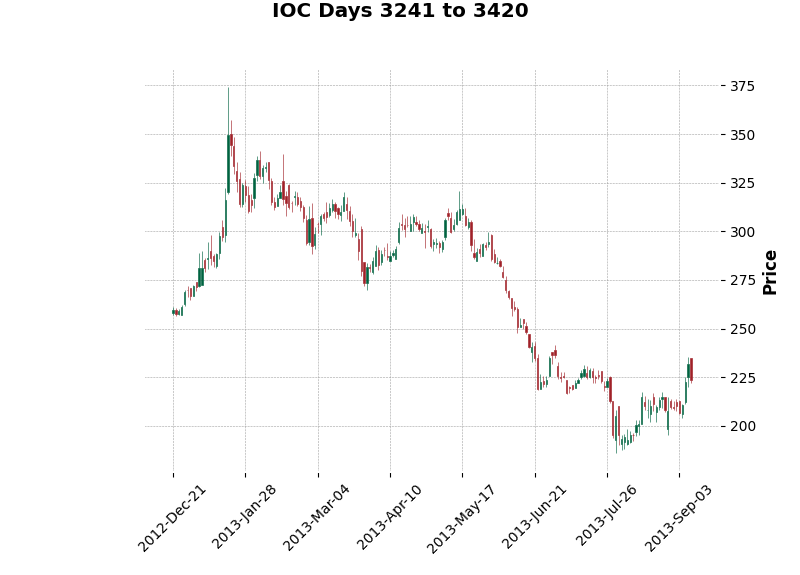 IOC Days 3241 to 3420
375
350
325
300
275
250
225
200
Price
2012-Dec-21
2013-Jan-28
2013-Mar-04
2013-Apr-10
2013-May-17
2013-Jun-21
2013-Jul-26
2013-Sep-03